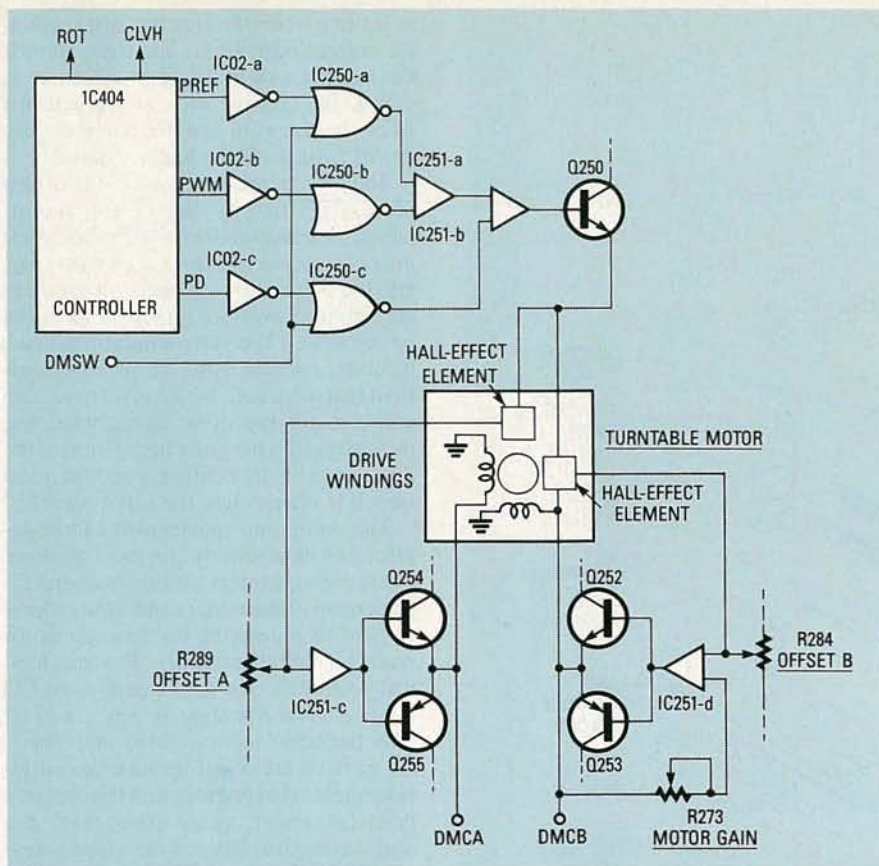 ROT
CLVH
1C404
PREF
IC02-a
IC250-a
IC251-a
Q250
PWM
IC02-b
IC250-b
IC251-b
PD
IC02-c
IC250-c
CONTROLLER
DMSW
HALL-EFFECT
ELEMENT
TURNTABLE MOTOR
DRIVE
WINDINGS
HALL-EFFECT
ELEMENT
Q254
Q252
R289
OFFSET A
IC251-c
IC251-d
R284
OFFSET B
Q255
Q253
DMCA
DMCB
R273
MOTOR GAIN